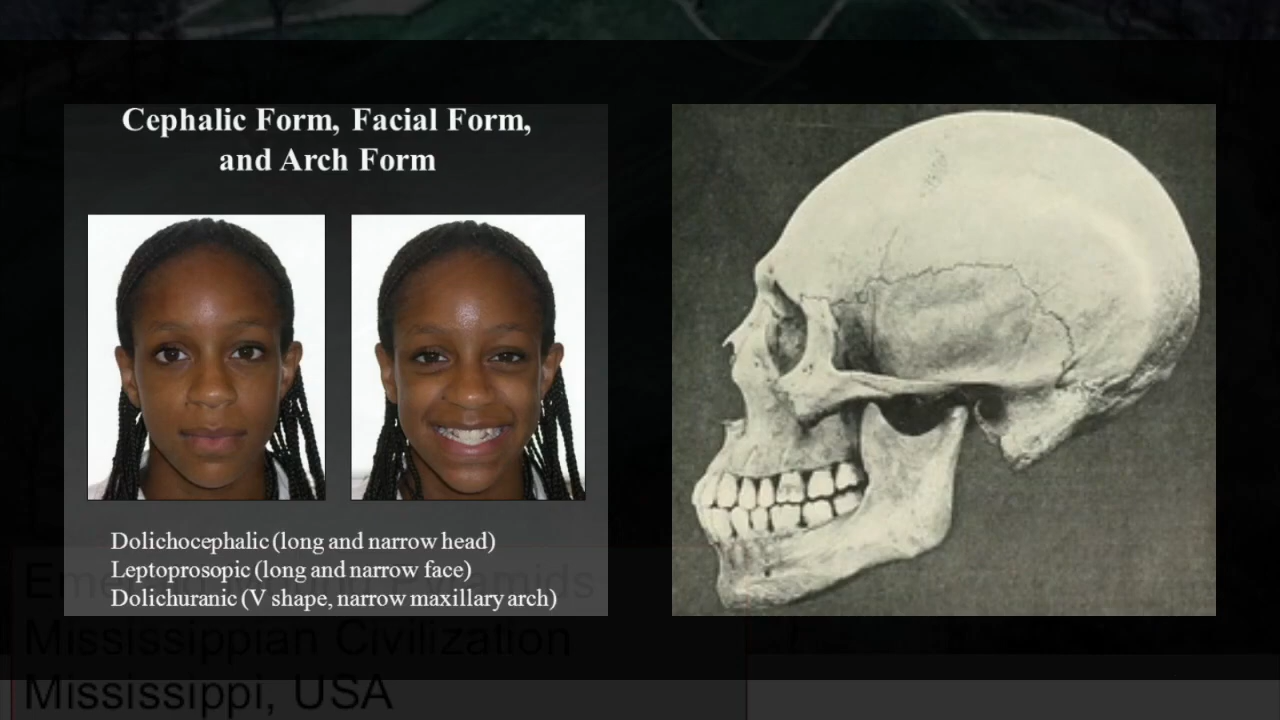 Cephalic Form, Facial Form,
and Arch Form
Dolichocephalic (long and narrow head)
Leptoprosopic (long and narrow face)
Dolichuranic (V shape, narrow maxillary arch)
Mississippian Civilization
Mississippi, USA